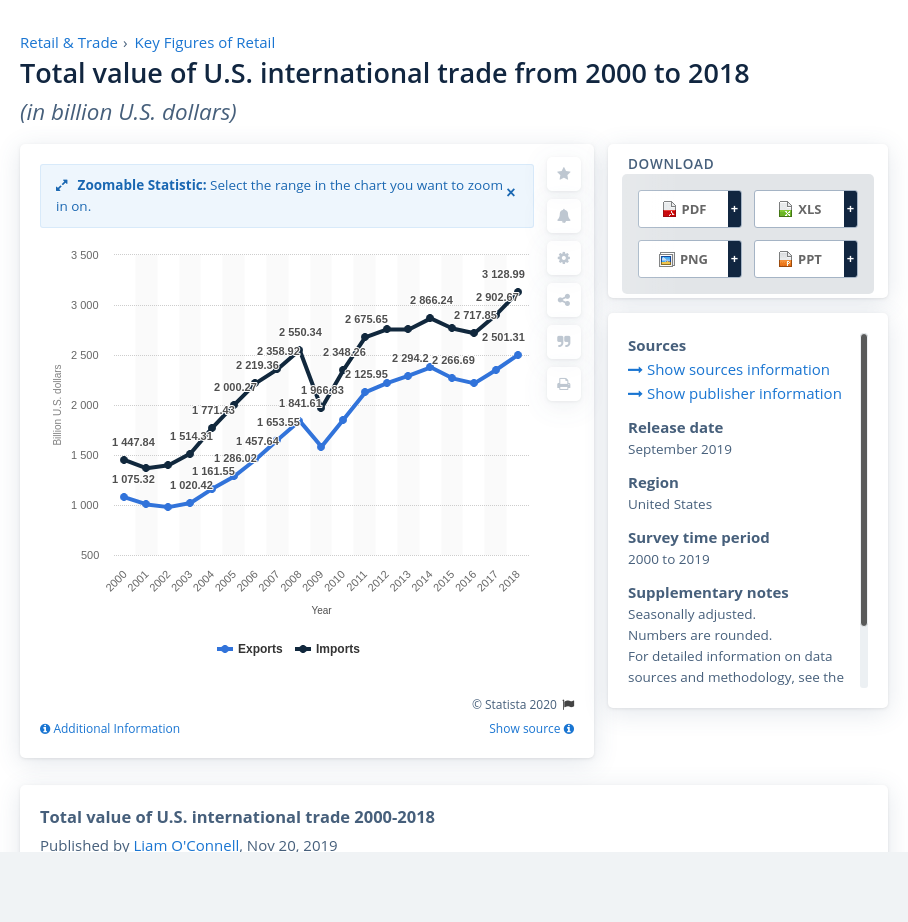 Retail & Trade › Key Figures of Retail
Total value of U.S. international trade from 2000 to 2018
(in billion U.S. dollars)
Zoomable Statistic: Select the range in the chart you want to zoom
in on.
×
DOWNLOAD
PDF + XLS +
PNG + PPT +
Sources
Show sources information
Show publisher information
Release date
September 2019
Region
United States
Survey time period
2000 to 2019
Supplementary notes
Seasonally adjusted.
Numbers are rounded.
For detailed information on data
sources and methodology, see the
Billion U.S. dollars
3 500
3 000
2 500
2 000
1 500
1 000
500
1 447.84
1 514.31
1 771.43
2 000.27
2 219.36
2 358.92
2 550.34
1 966.83
2 348.26
2 675.65
2 866.24
2 717.85
2 902.67
3 128.99
1 075.32
1 020.42
1 161.55
1 286.02
1 457.64
1 653.55
1 841.61
2 125.95
2 294.2
2 266.69
2 501.31
2000 2001 2002 2003 2004 2005 2006 2007 2008 2009 2010 2011 2012 2013 2014 2015 2016 2017 2018
Year
Exports Imports
© Statista 2020
Additional Information
Show source
Total value of U.S. international trade 2000-2018
Published by Liam O'Connell, Nov 20, 2019